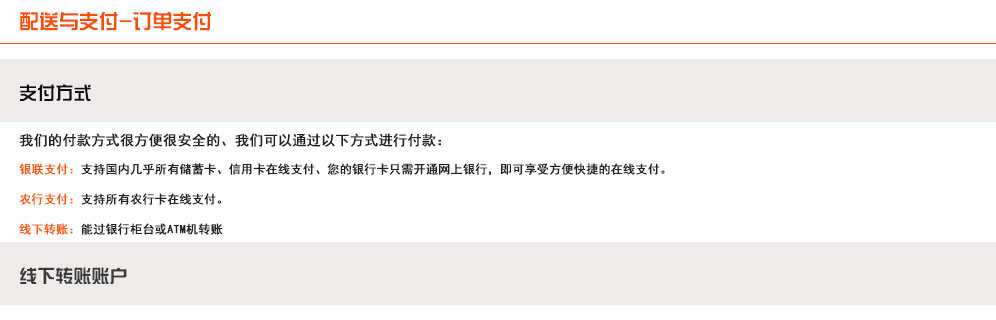 配送与支付-订单支付
支付方式
我们的付款方式很方便很安全的、我们可以通过以下方式进行付款：
银联支付：支持国内几乎所有储蓄卡、信用卡在线支付、您的银行卡只需开通网上银行，即可享受方便快捷的在线支付。
农行支付：支持所有农行卡在线支付。
线下转账：能过银行柜台或ATM机转账
线下转账账户